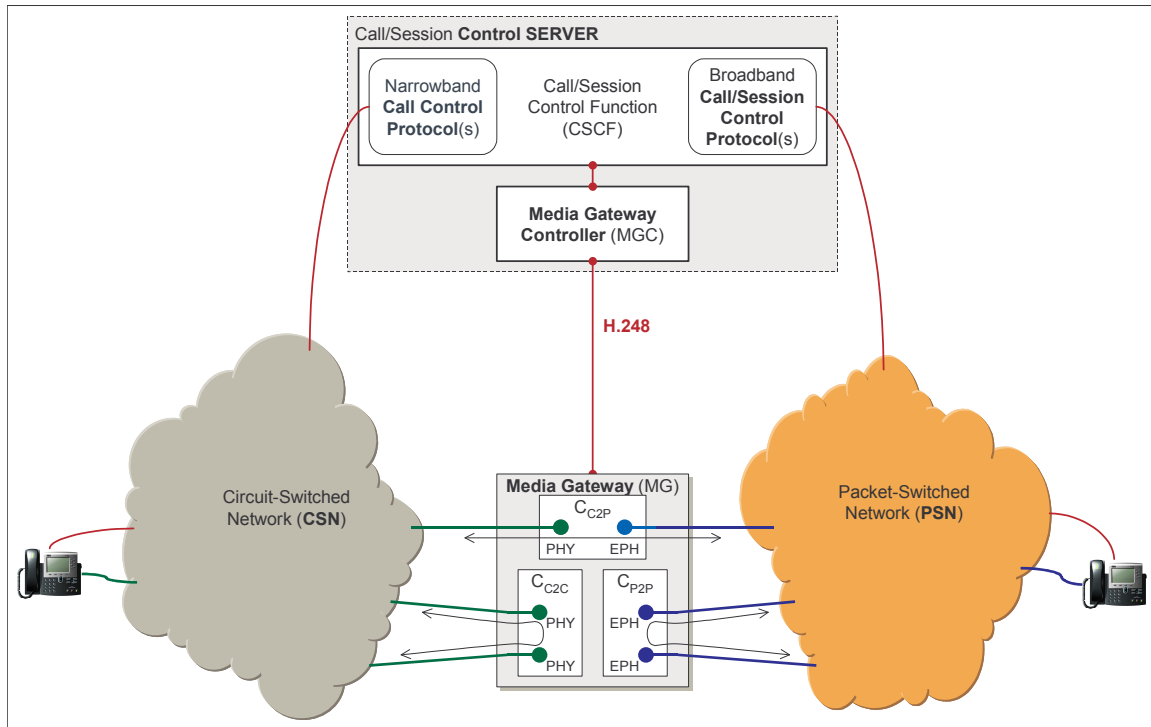 Call/Session Control SERVER
Narrowband
Call Control
Protocol(s)
Call/Session
Control Function
(CSCF)
Broadband
Call/Session
Control
Protocol(s)
Media Gateway
Controller (MGC)
H.248
Circuit-Switched
Network (CSN)
Packet-Switched
Network (PSN)
Media Gateway (MG)
CC2P
PHY
EPH
CC2C
PHY
PHY
CP2P
EPH
EPH